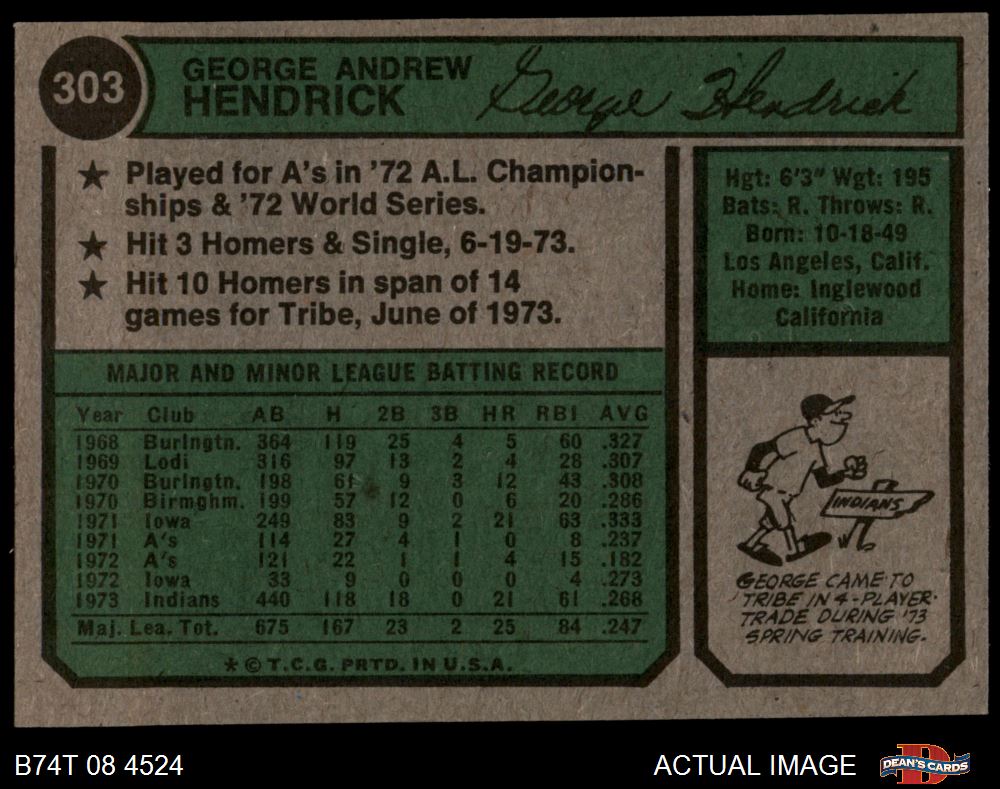 303
GEORGE ANDREW
HENDRICK
George Hendrick
★ Played for A's in '72 A.L. Champion-
ships & '72 World Series.
★ Hit 3 Homers & Single, 6-19-73.
★ Hit 10 Homers in span of 14
games for Tribe, June of 1973.
Hgt: 6'3" Wgt: 195
Bats: R. Throws: R.
Born: 10-18-49
Los Angeles, Calif.
Home: Inglewood
California
MAJOR AND MINOR LEAGUE BATTING RECORD
Year Club AB H 2B 3B HR RBI AVG
1968 Burlngtn. 364 119 25 4 5 60 .327
1969 Lodi 316 97 13 2 4 28 .307
1970 Burlngtn. 198 61 9 3 12 43 .308
1970 Birmghm. 199 57 12 0 6 20 .286
1971 Iowa 249 83 9 2 21 63 .333
1971 A's 114 27 4 1 0 8 .237
1972 A's 121 22 1 1 4 15 .182
1972 Iowa 33 9 0 0 0 4 .273
1973 Indians 440 118 18 0 21 61 .268
Maj. Lea. Tot. 675 167 23 2 25 84 .247
★ © T.C.G. PRTD. IN U.S.A.
INDIANS
GEORGE CAME TO
TRIBE IN 4-PLAYER
TRADE DURING '73
SPRING TRAINING.
B74T 08 4524
ACTUAL IMAGE
D
DEAN'S CARDS